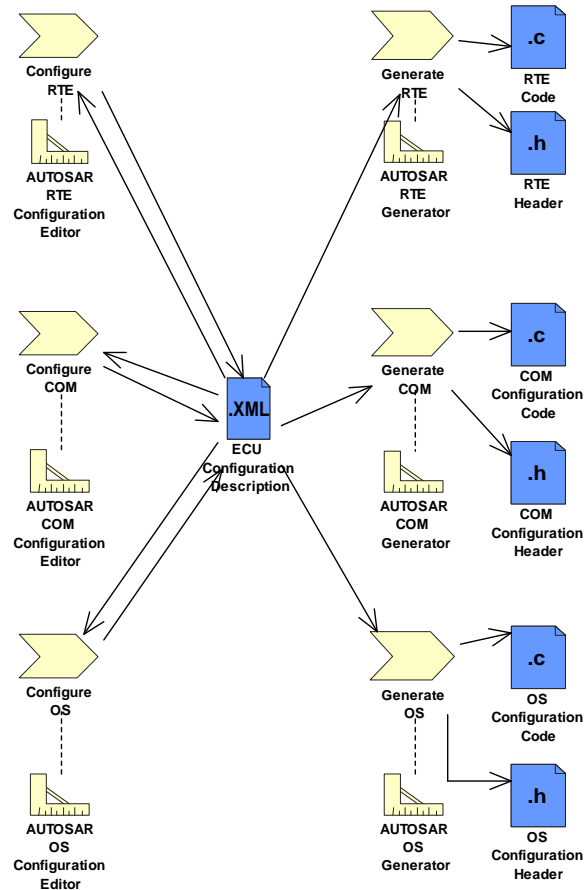 Configure
RTE
AUTOSAR
RTE
Configuration
Editor
Generate
RTE
AUTOSAR
RTE
Generator
.c
RTE
Code
.h
RTE
Header
Configure
COM
AUTOSAR
COM
Configuration
Editor
.XML
ECU
Configuration
Description
Generate
COM
AUTOSAR
COM
Generator
.c
COM
Configuration
Code
.h
COM
Configuration
Header
Configure
OS
AUTOSAR
OS
Configuration
Editor
Generate
OS
AUTOSAR
OS
Generator
.c
OS
Configuration
Code
.h
OS
Configuration
Header